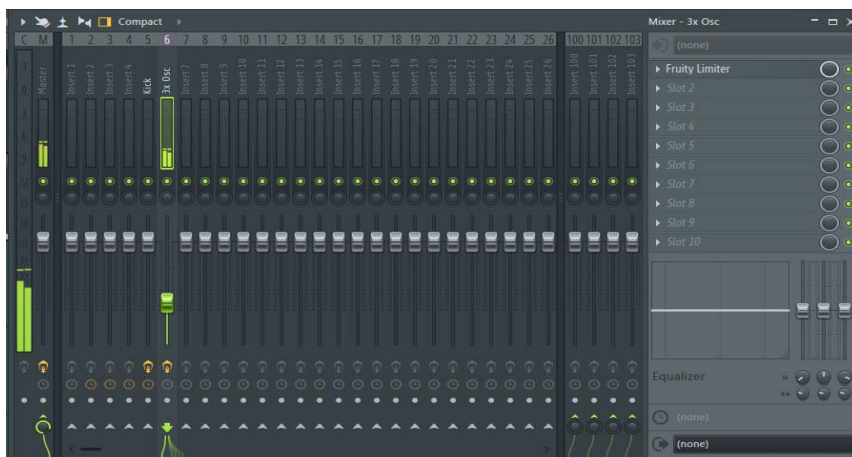 Compact
Mixer - 3x Osc
C M 1 2 3 4 5 6 7 8 9 10 11 12 13 14 15 16 17 18 19 20 21 22 23 24 25 26 100 101 102 103
(none)
Master Insert 1 Insert 2 Insert 3 Insert 4 Kick 3x Osc Insert 7 Insert 8 Insert 9 Insert 10 Insert 11 Insert 12 Insert 13 Insert 14 Insert 15 Insert 16 Insert 17 Insert 18 Insert 19 Insert 20 Insert 21 Insert 22 Insert 23 Insert 24 Insert 25 Insert 26 Insert 100 Insert 101 Insert 102 Insert 103
Fruity Limiter
Slot 2
Slot 3
Slot 4
Slot 5
Slot 6
Slot 7
Slot 8
Slot 9
Slot 10
Equalizer
(none)
(none)